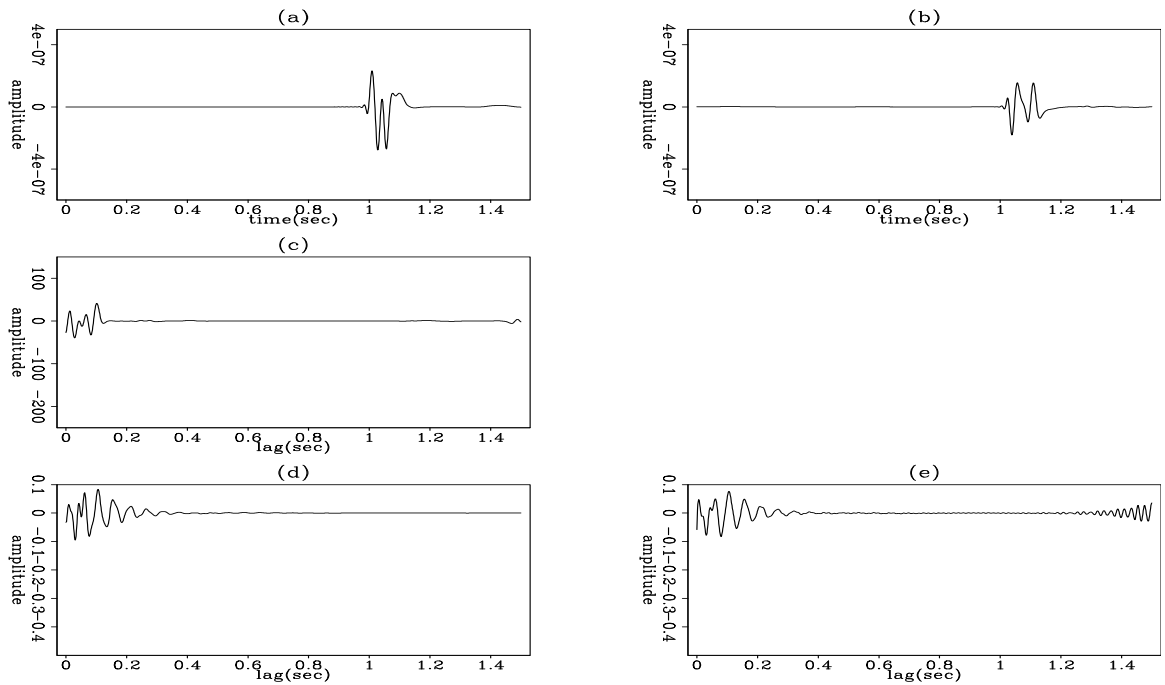 (a)
4e-07
0
-4e-07
amplitude
0 0.2 0.4 0.6 0.8 1 1.2 1.4
time(sec)
(b)
4e-07
0
-4e-07
amplitude
0 0.2 0.4 0.6 0.8 1 1.2 1.4
time(sec)
(c)
100
0
-100
-200
amplitude
0 0.2 0.4 0.6 0.8 1 1.2 1.4
lag(sec)
(d)
0.1
0
-0.1
-0.2
-0.3
-0.4
amplitude
0 0.2 0.4 0.6 0.8 1 1.2 1.4
lag(sec)
(e)
0.1
0
-0.1
-0.2
-0.3
-0.4
amplitude
0 0.2 0.4 0.6 0.8 1 1.2 1.4
lag(sec)